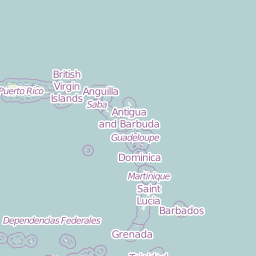 British
Virgin
Islands
Puerto Rico
Anguilla
Saba
Antigua
and Barbuda
Guadeloupe
Dominica
Martinique
Saint
Lucia
Barbados
Dependencias Federales
Grenada
Trinidad